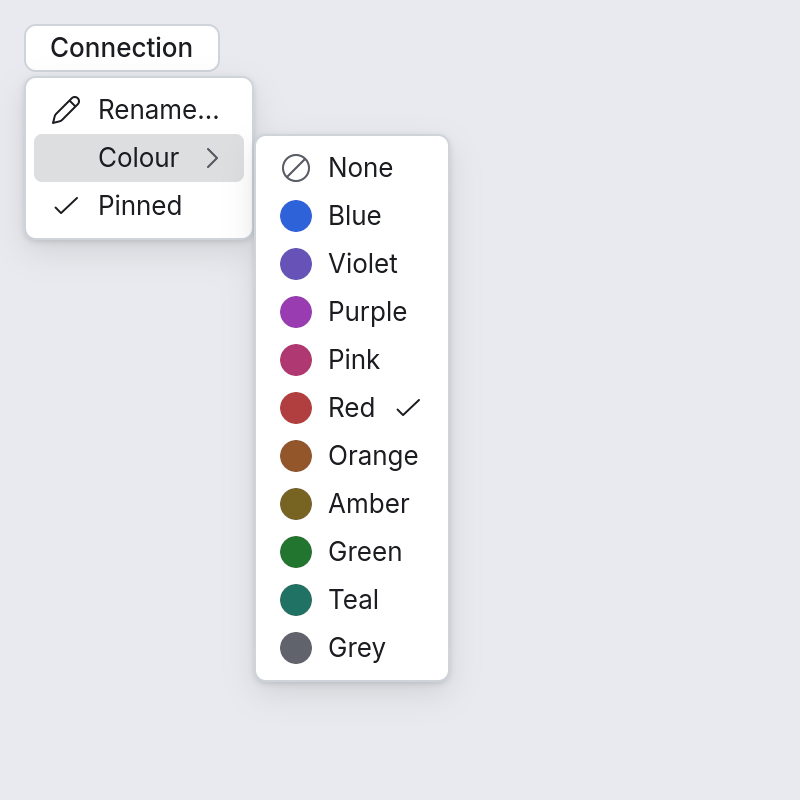 Connection
Rename...
Colour
Pinned
None
Blue
Violet
Purple
Pink
Red
Orange
Amber
Green
Teal
Grey